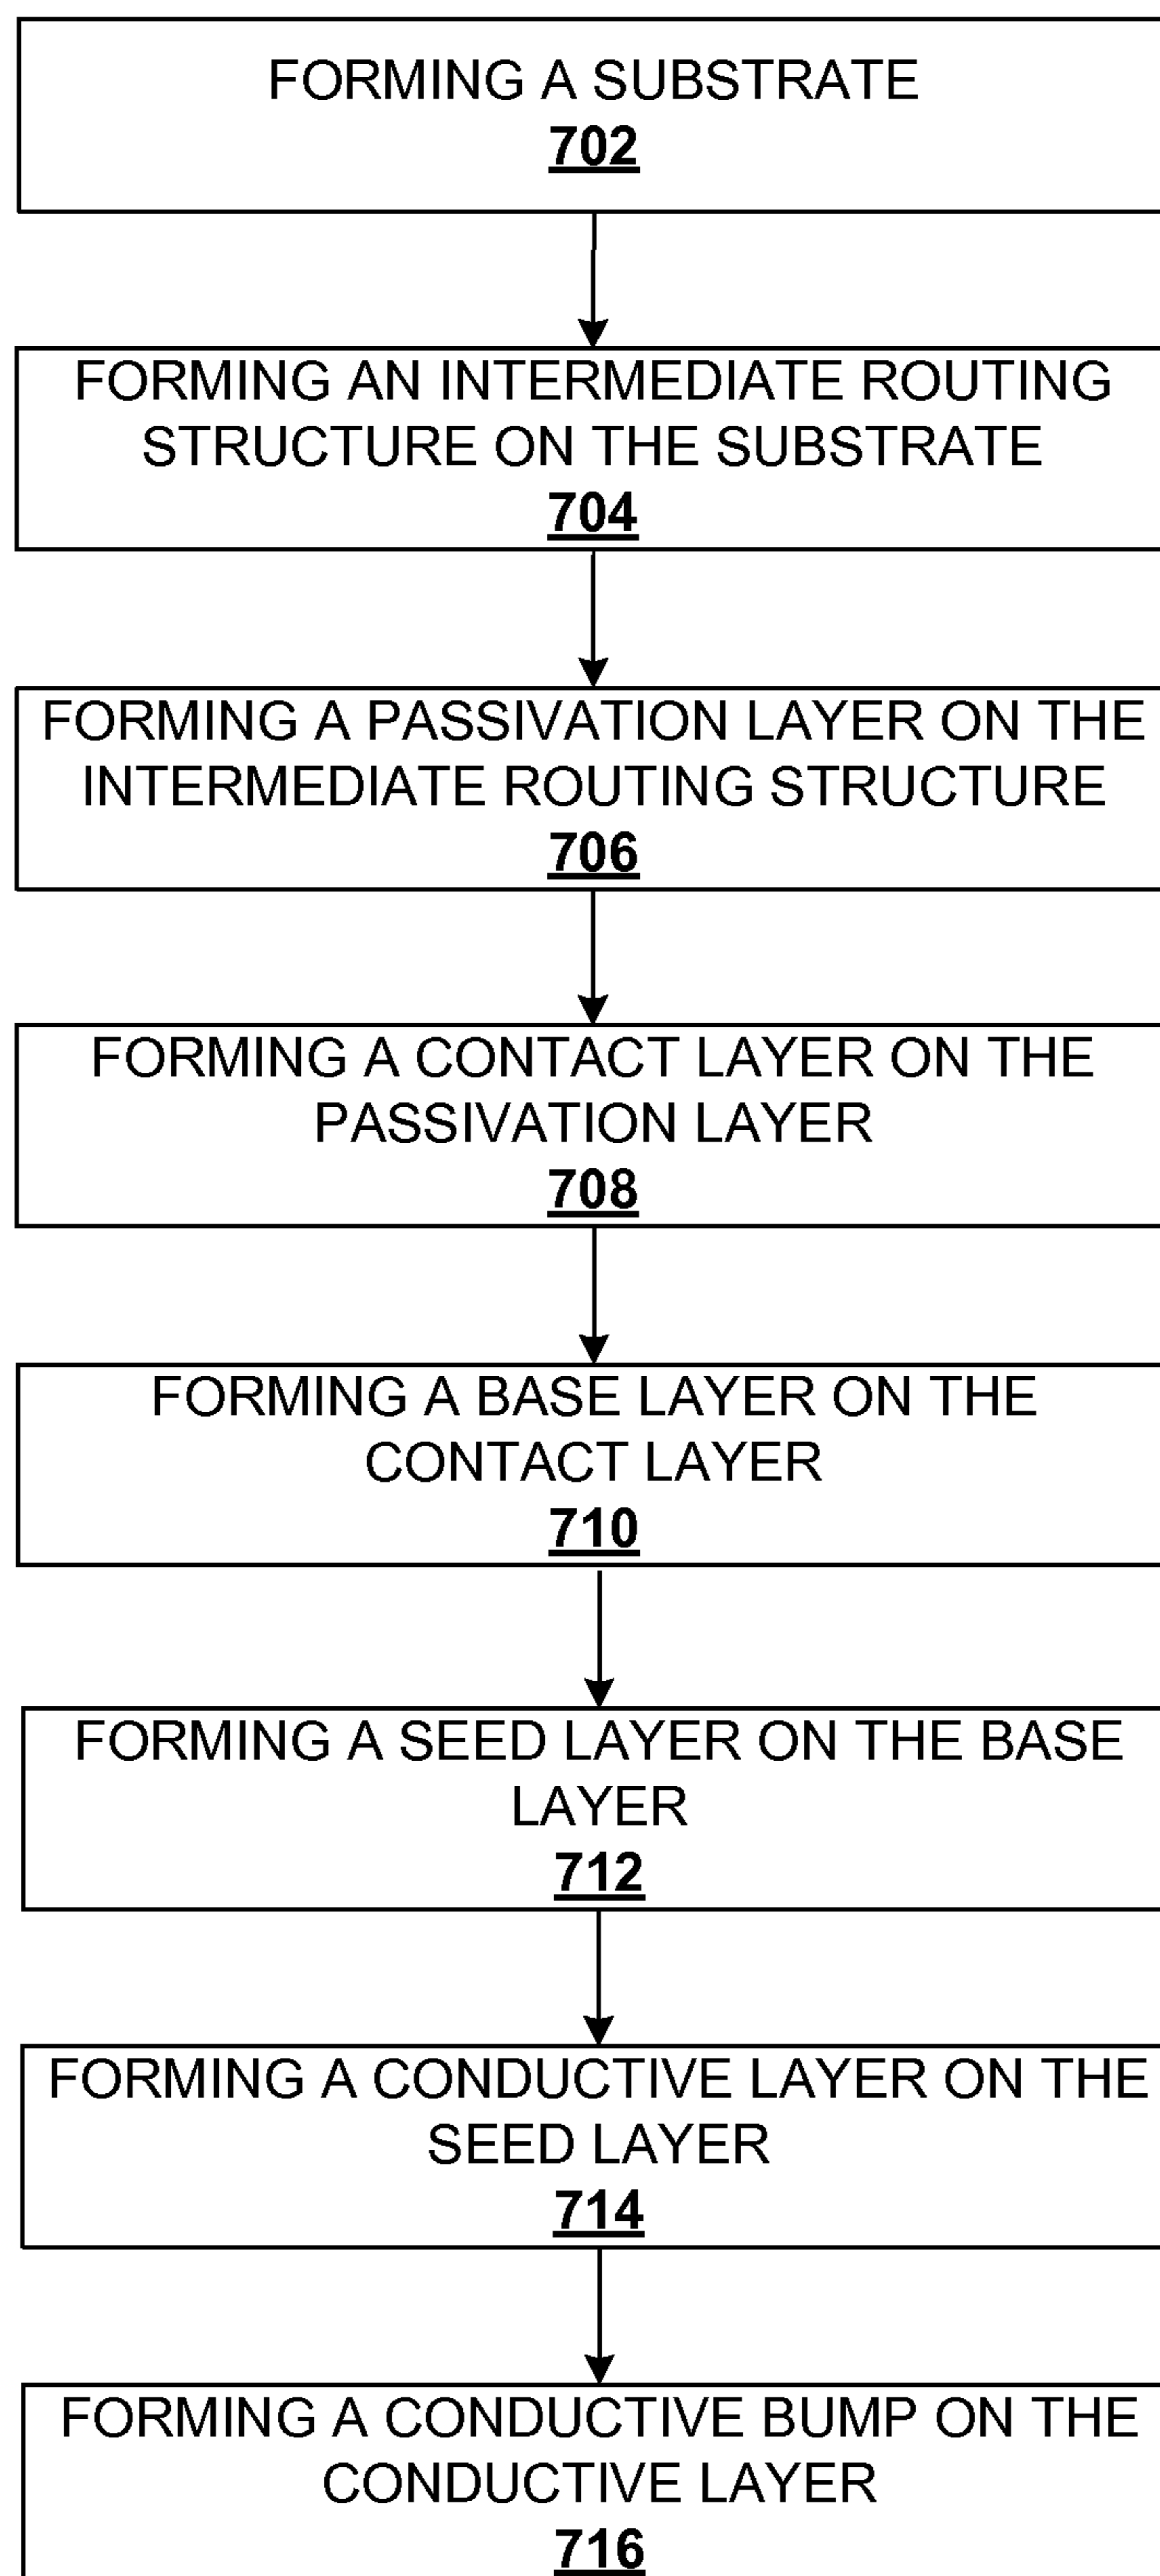 FORMING A SUBSTRATE
702
FORMING AN INTERMEDIATE ROUTING
STRUCTURE ON THE SUBSTRATE
704
FORMING A PASSIVATION LAYER ON THE
INTERMEDIATE ROUTING STRUCTURE
706
FORMING A CONTACT LAYER ON THE
PASSIVATION LAYER
708
FORMING A BASE LAYER ON THE
CONTACT LAYER
710
FORMING A SEED LAYER ON THE BASE
LAYER
712
FORMING A CONDUCTIVE LAYER ON THE
SEED LAYER
714
FORMING A CONDUCTIVE BUMP ON THE
CONDUCTIVE LAYER
716